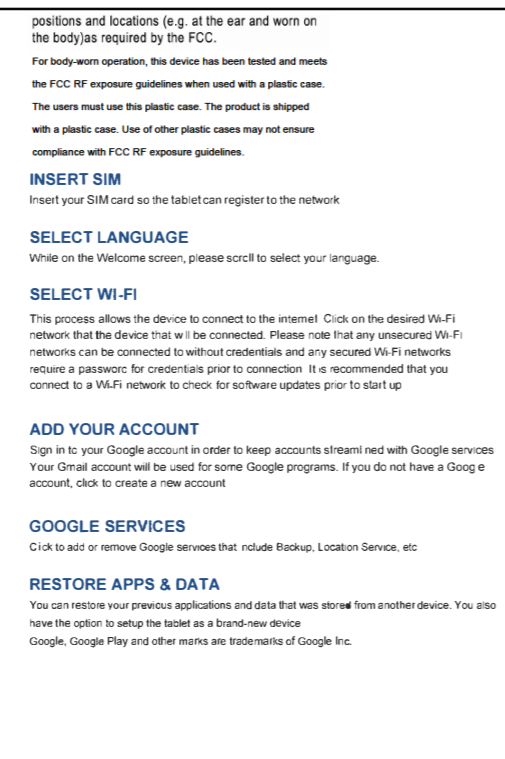 positions and locations (e.g. at the ear and worn on
the body)as required by the FCC.
For body-worn operation, this device has been tested and meets
the FCC RF exposure guidelines when used with a plastic case.
The users must use this plastic case. The product is shipped
with a plastic case. Use of other plastic cases may not ensure
compliance with FCC RF exposure guidelines.
INSERT SIM
Insert your SIM card so the tablet can register to the network
SELECT LANGUAGE
While on the Welcome screen, please scroll to select your language.
SELECT WI-FI
This process allows the device to connect to the internet Click on the desired Wi-Fi
network that the device that w ll be connected. Please note that any unsecured Wi-Fi
networks can be connected to without credentials and any secured Wi-Fi networks
require a password for credentials prior to connection It is recommended that you
connect to a Wi-Fi network to check for software updates prior to start up
ADD YOUR ACCOUNT
Sign in to your Google account in order to keep accounts streaml ned with Google services
Your Gmail account will be used for some Google programs. If you do not have a Goog e
account, click to create a new account
GOOGLE SERVICES
C ick to add or remove Google services that nclude Backup, Location Service, etc
RESTORE APPS & DATA
You can restore your previous applications and data that was stored from another device. You also
have the option to setup the tablet as a brand-new device
Google, Google Play and other marks are trademarks of Google Inc.